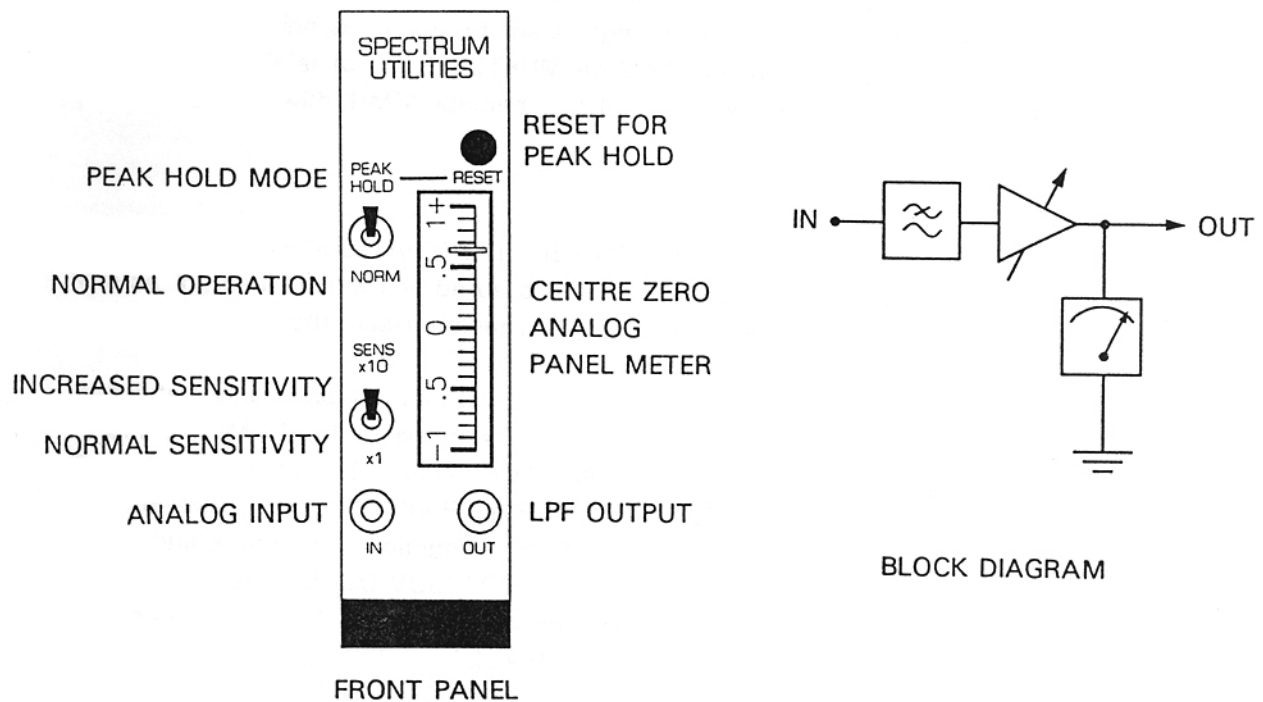 SPECTRUM
UTILITIES
RESET FOR
PEAK HOLD
PEAK HOLD MODE
PEAK
HOLD
RESET
NORMAL OPERATION
NORM
1+
.5
0
.5
-1
CENTRE ZERO
ANALOG
PANEL METER
SENS
x10
INCREASED SENSITIVITY
NORMAL SENSITIVITY
x1
ANALOG INPUT
IN
OUT
LPF OUTPUT
FRONT PANEL
IN
OUT
BLOCK DIAGRAM